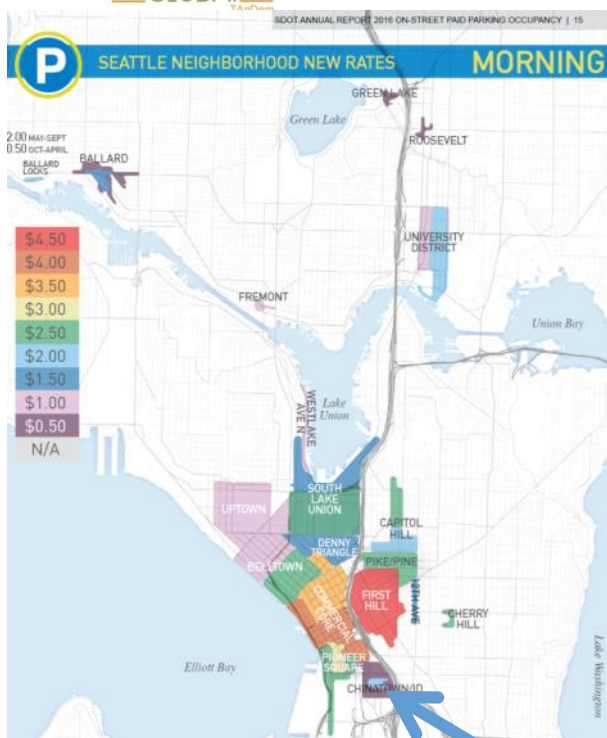 SDOT ANNUAL REPORT 2016 ON-STREET PAID PARKING OCCUPANCY | 15
P
SEATTLE NEIGHBORHOOD NEW RATES
MORNING
GREEN LAKE
Green Lake
ROOSEVELT
2.00 MAY-SEPT
0.50 OCT-APRIL
BALLARD
LOCKS
BALLARD
UNIVERSITY
DISTRICT
$4.50
$4.00
$3.50
$3.00
$2.50
$2.00
$1.50
$1.00
$0.50
N/A
FREMONT
Union Bay
WESTLAKE
AVE N
Lake
Union
UPTOWN
SOUTH
LAKE
UNION
CAPITOL
HILL
DENNY
TRIANGLE
BELLTOWN
PIKE/PINE
COMMERCIAL
CORE
FIRST
HILL
12TH AVE
CHERRY
HILL
PIONEER
SQUARE
Elliott Bay
CHINATOWN/ID
Lake Washington